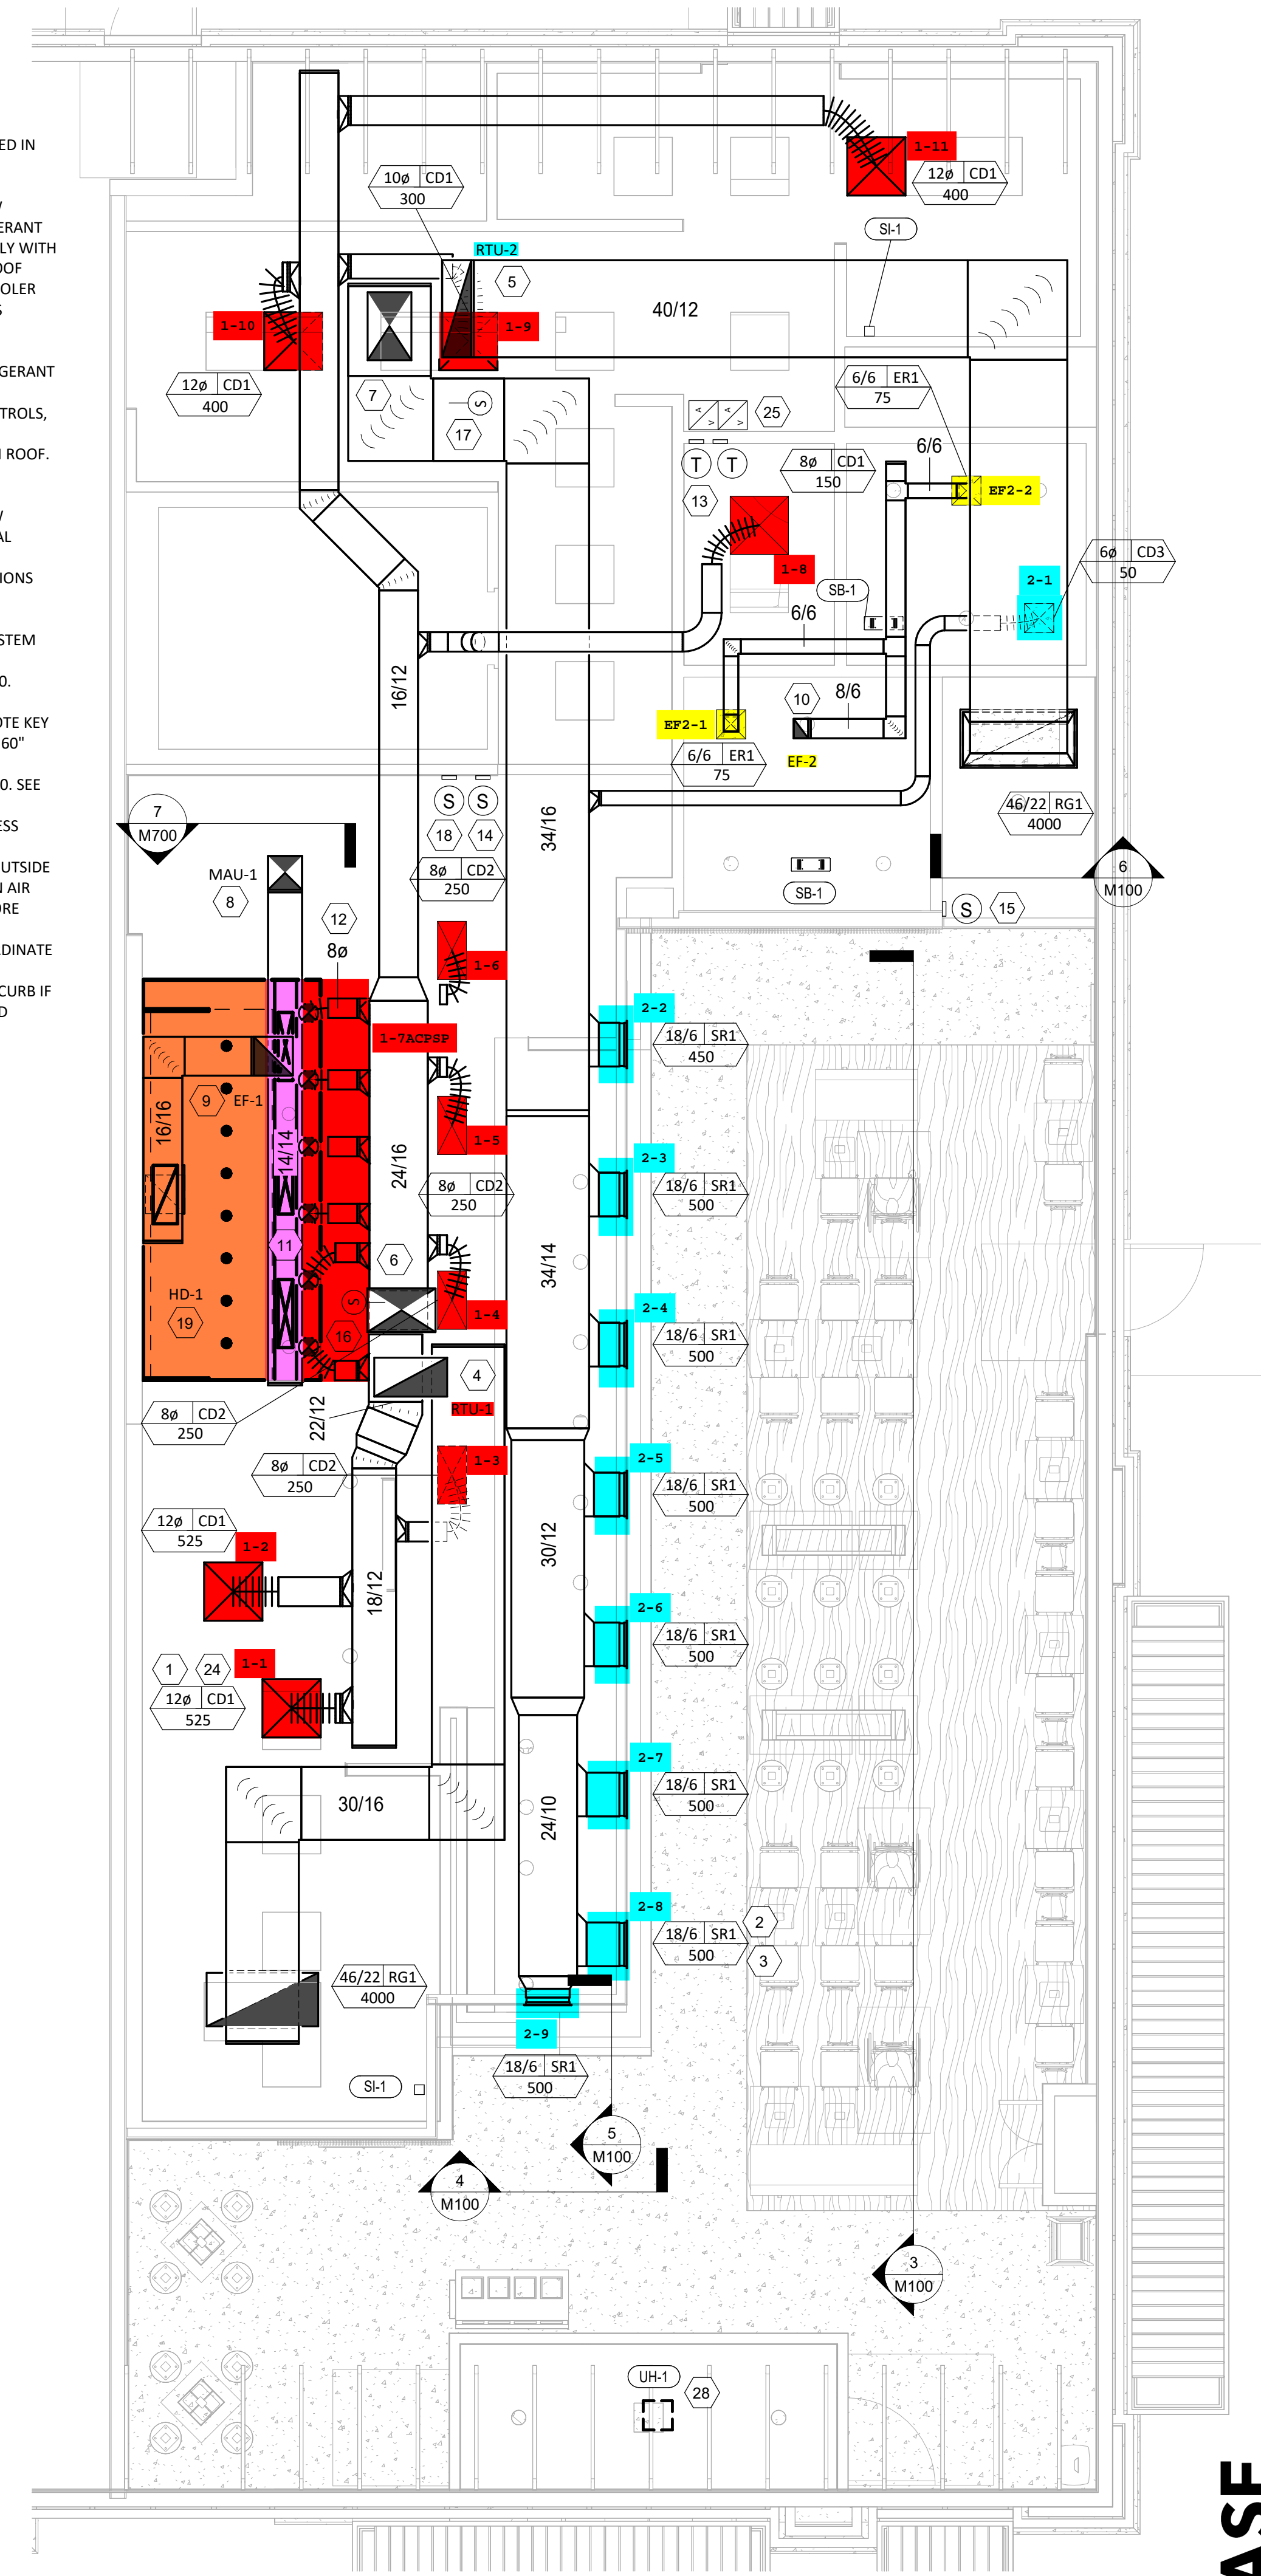 ED IN
ERANT
LY WITH
OOF
OLER
S
GERANT
TROLS,
N ROOF.
AL
TIONS
STEM
0.
OTE KEY
60"
0. SEE
ESS
OUTSIDE
N AIR
ORE
DINATE
CURB IF
D
1-11
10ø CD1
300
12ø CD1
400
SI-1
RTU-2
5
40/12
1-10
1-9
12ø CD1
400
7
S
17
6/6 ER1
75
25
A
V
A
V
6/6
T
T
13
8ø CD1
150
EF2-2
1-8
6ø CD3
50
2-1
SB-1
6/6
16/12
10
8/6
EF2-1
EF-2
6/6 ER1
75
34/16
46/22 RG1
4000
7
M700
S
S
18
14
MAU-1
8
8ø CD2
250
SB-1
6
M100
S
15
12
8ø
1-6
1-7ACPSP
2-2
18/6 SR1
450
9
EF-1
16/16
14/14
24/16
1-5
2-3
8ø CD2
250
18/6 SR1
500
11
6
34/14
HD-1
19
S
16
1-4
2-4
18/6 SR1
500
4
RTU-1
22/12
8ø CD2
250
8ø CD2
250
1-3
2-5
18/6 SR1
500
12ø CD1
525
1-2
30/12
18/12
2-6
18/6 SR1
500
1
24
1-1
12ø CD1
525
2-7
18/6 SR1
500
30/16
24/10
2-8
18/6 SR1
500
2
3
46/22 RG1
4000
2-9
18/6 SR1
500
SI-1
5
M100
4
M100
3
M100
UH-1
28
ASE